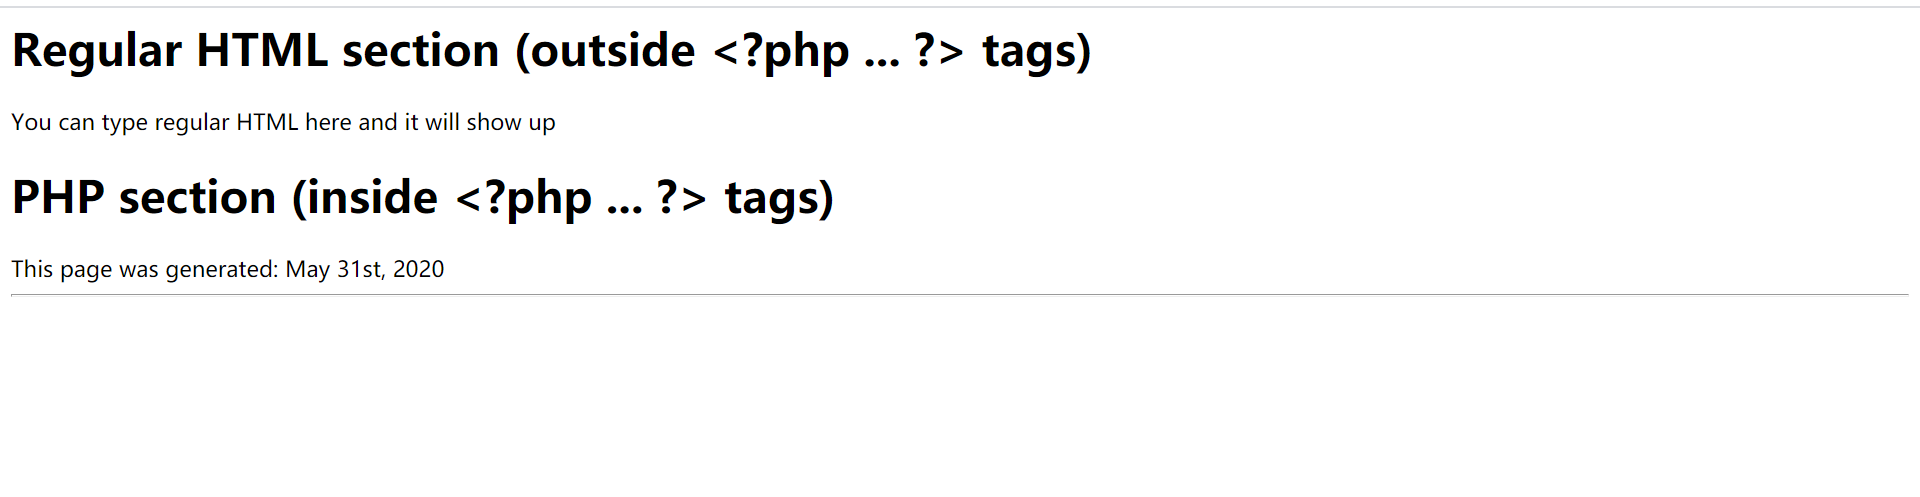 Regular HTML section (outside <?php ... ?> tags)
You can type regular HTML here and it will show up
PHP section (inside <?php ... ?> tags)
This page was generated: May 31st, 2020